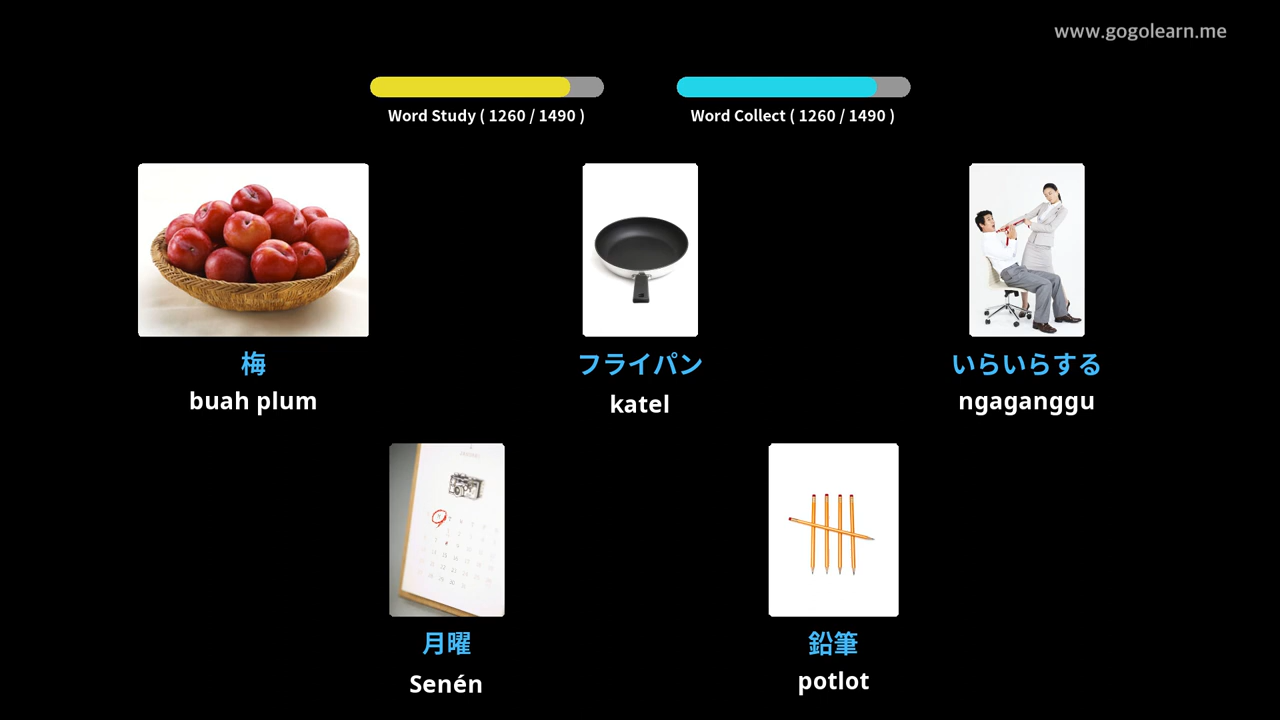 www.gogolearn.me
Word Study ( 1260 / 1490 )
Word Collect ( 1260 / 1490 )
梅
buah plum
フライパン
katel
いらいらする
ngaganggu
月曜
Senén
鉛筆
potlot